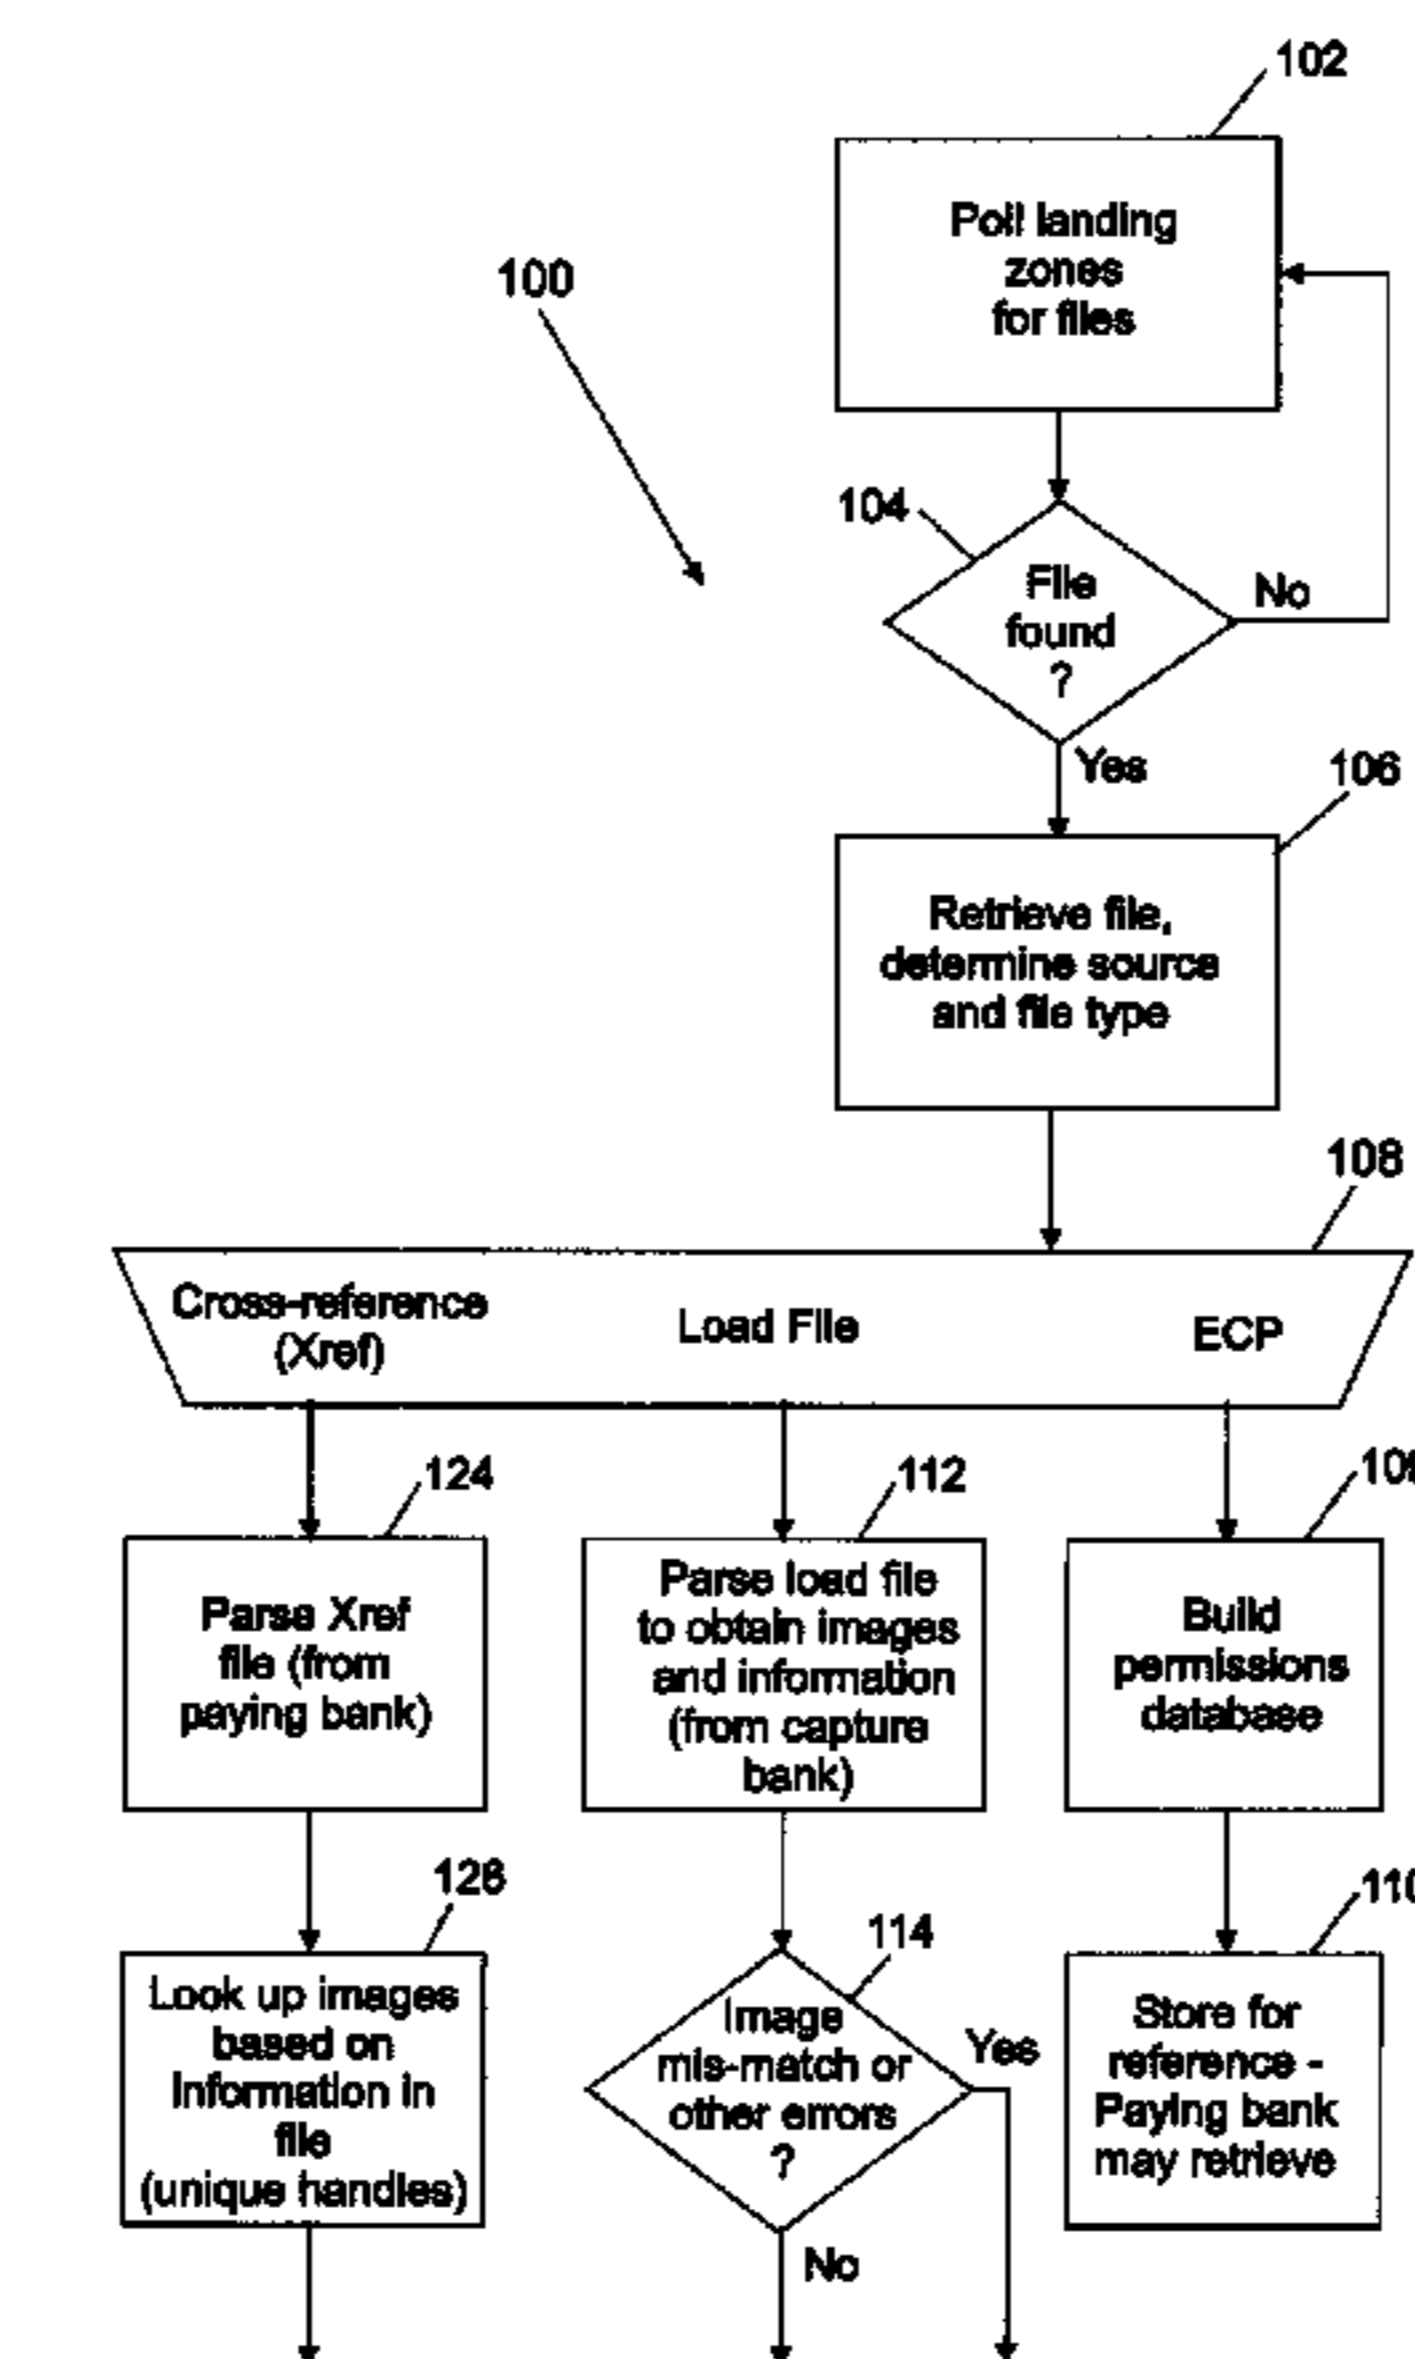 102
Poll landing
zones
for files
100
104
File
found
?
No
Yes
106
Retrieve file,
determine source
and file type
108
Cross-reference
(Xref)
Load File
ECP
124
112
Parse Xref
file (from
paying bank)
Parse load file
to obtain images
and information
(from capture
bank)
Build
permissions
database
114
110
Look up images
based on
Information in
file
(unique handles)
Image
mis-match or
other errors
?
Yes
No
Store for
reference -
Paying bank
may retrieve